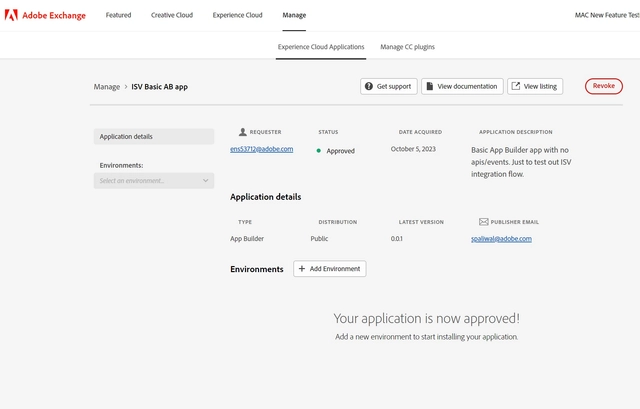 Adobe Exchange Featured Creative Cloud Experience Cloud Manage MAC New Feature Test
Experience Cloud Applications Manage CC plugins
Manage > ISV Basic AB app Get support View documentation View listing Revoke
Application details
Environments:
Select an environment...
REQUESTER STATUS DATE ACQUIRED APPLICATION DESCRIPTION
ens53712@adobe.com Approved October 5, 2023 Basic App Builder app with no
apis/events. Just to test out ISV
integration flow.
Application details
TYPE DISTRIBUTION LATEST VERSION PUBLISHER EMAIL
App Builder Public 0.0.1 spaliwal@adobe.com
Environments + Add Environment
Your application is now approved!
Add a new environment to start installing your application.